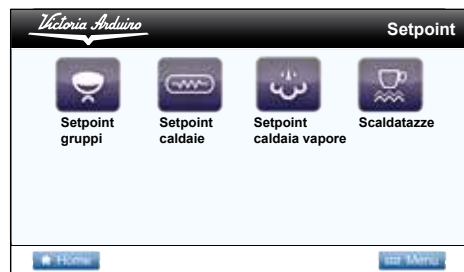 Victoria Arduino
Setpoint
Setpoint
gruppi
Setpoint
caldaie
Setpoint
caldaia vapore
Scaldatazze
Home
Menu